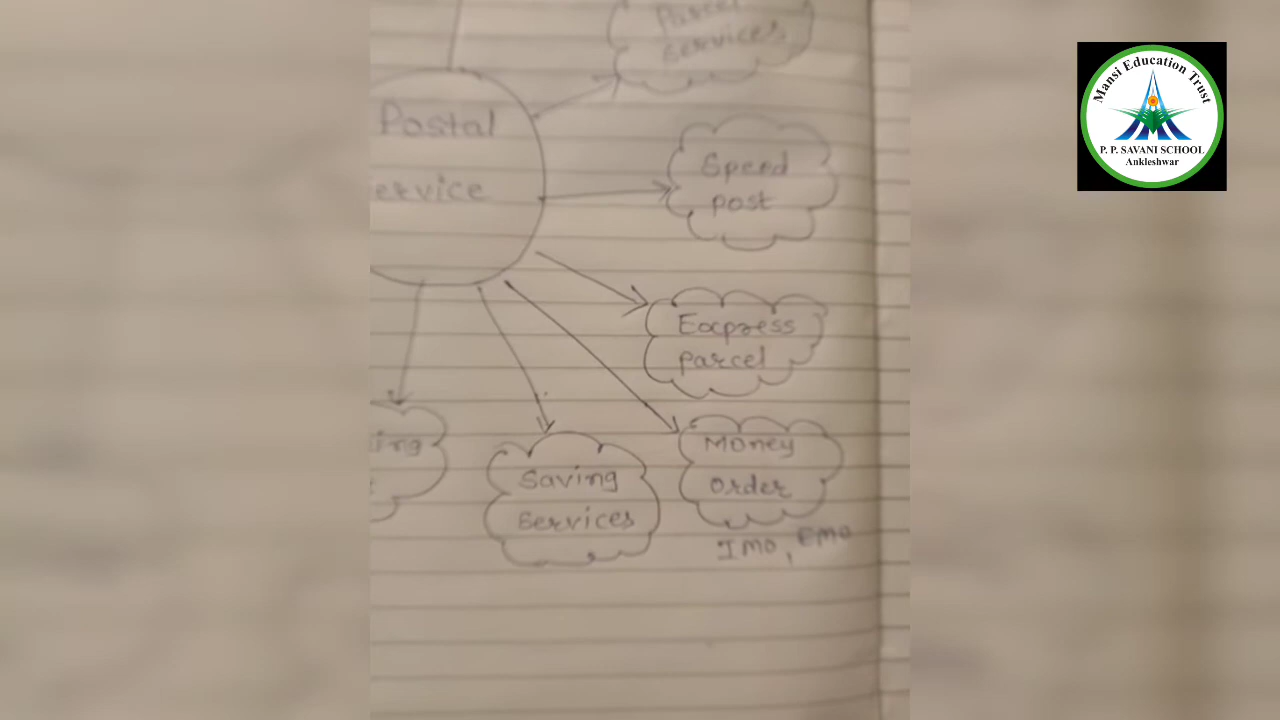 Parcel
services
Postal
ervice
Speed
post
Express
parcel
Money
order
IMO, EMO
Saving
services
ing
Mansi Education Trust
P. P. SAVANI SCHOOL
Ankleshwar